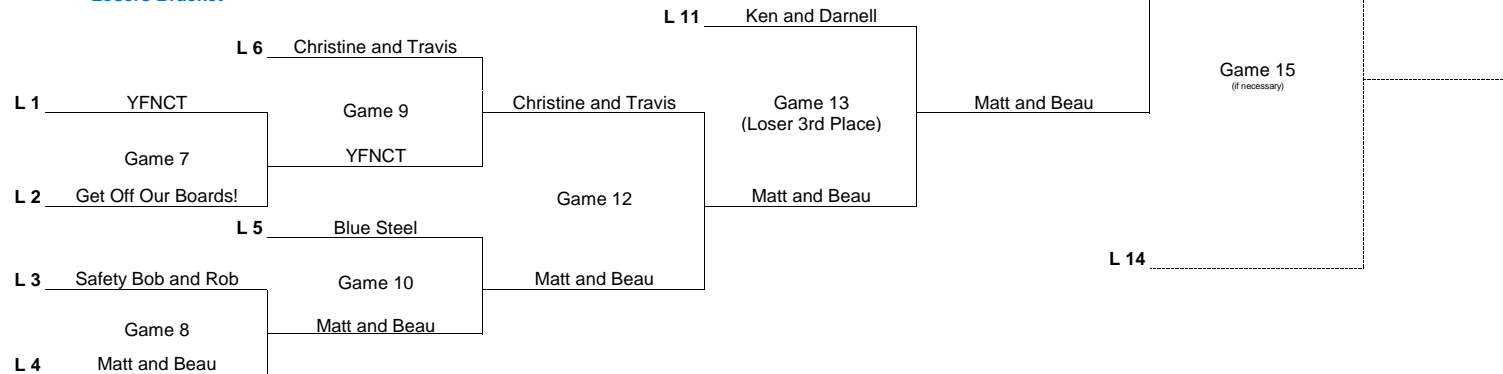 Losers Bracket
L 11 Ken and Darnell
L 6 Christine and Travis
Game 15
(if necessary)
L 1 YFNCT
Game 9
Christine and Travis
Game 13
(Loser 3rd Place)
Matt and Beau
Game 7
YFNCT
L 2 Get Off Our Boards!
Game 12
Matt and Beau
L 5 Blue Steel
L 14
L 3 Safety Bob and Rob
Game 10
Matt and Beau
Game 8
Matt and Beau
L 4 Matt and Beau